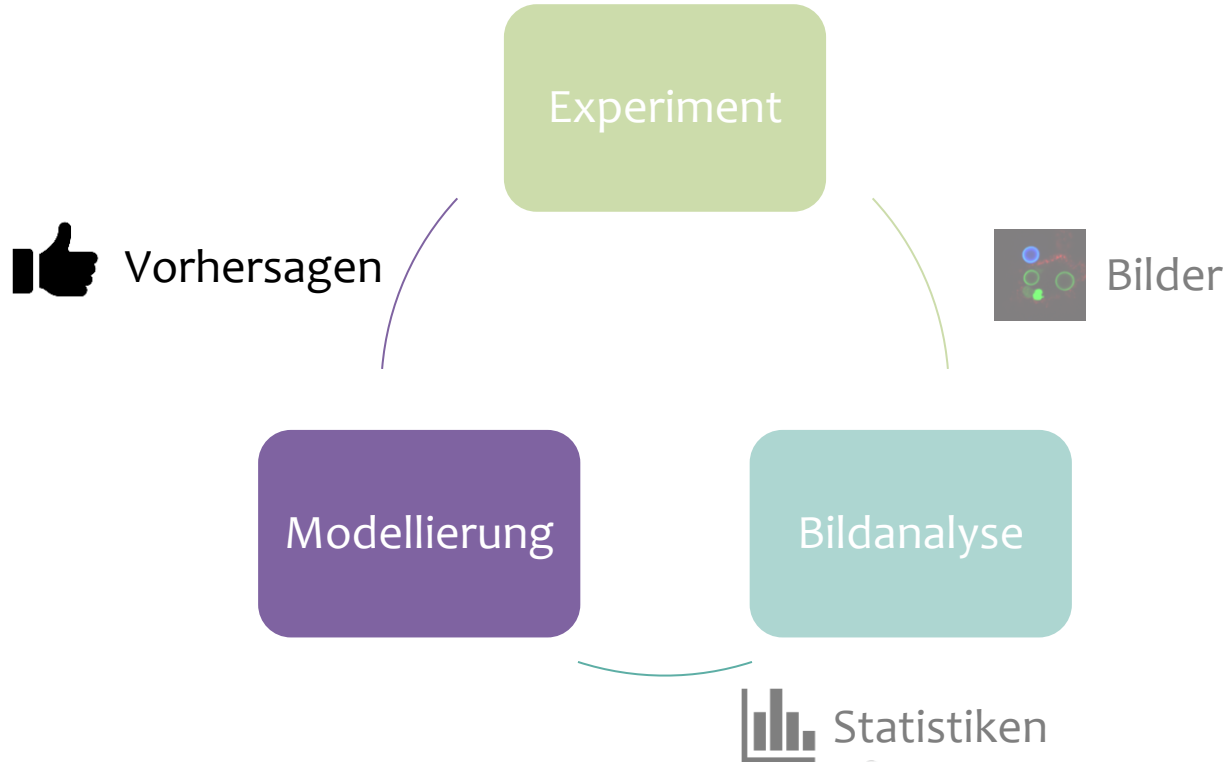 Experiment
Vorhersagen
Bilder
Modellierung
Bildanalyse
Statistiken